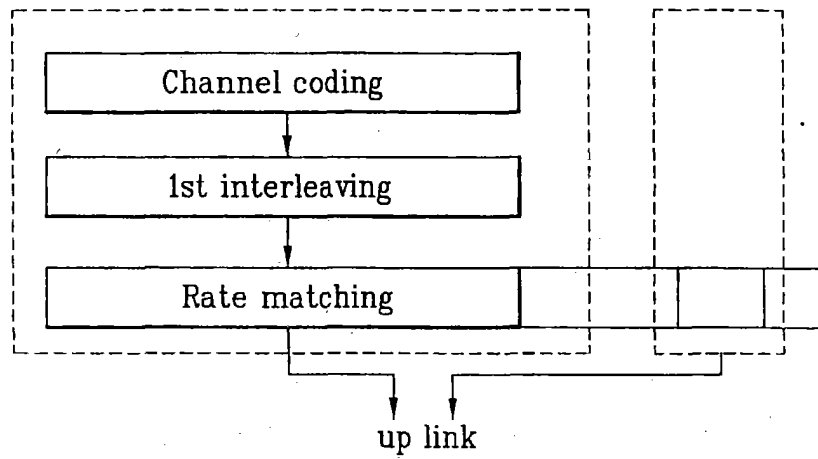 Channel coding
1st interleaving
Rate matching
up link